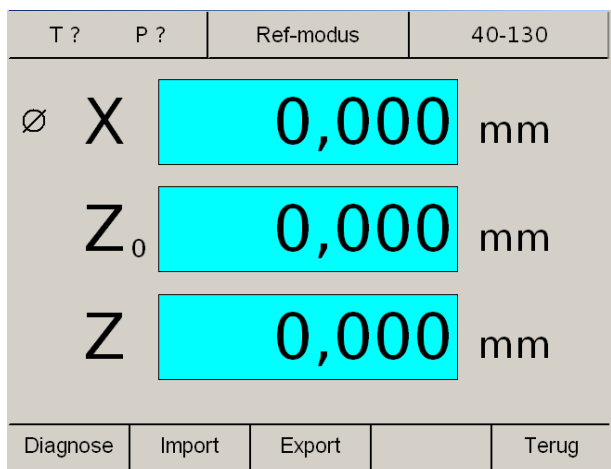 T ? P ? Ref-modus 40-130
Ø X 0,000 mm
Z0 0,000 mm
Z 0,000 mm
Diagnose Import Export Terug